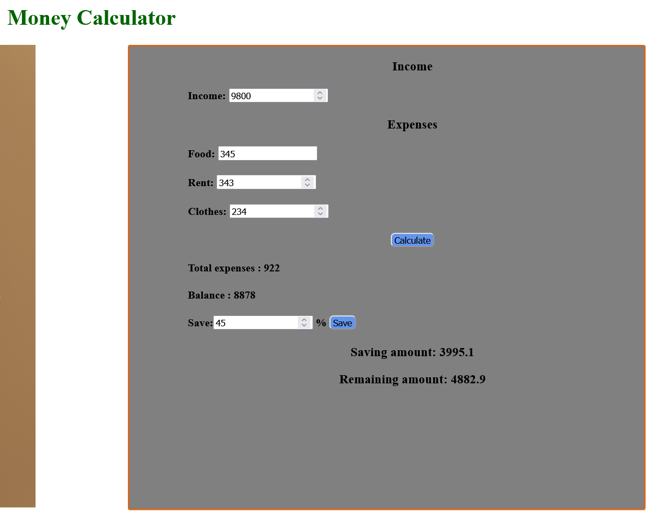 Money Calculator
Income
Income: 9800
Expenses
Food: 345
Rent: 343
Clothes: 234
Calculate
Total expenses : 922
Balance : 8878
Save: 45 % Save
Saving amount: 3995.1
Remaining amount: 4882.9